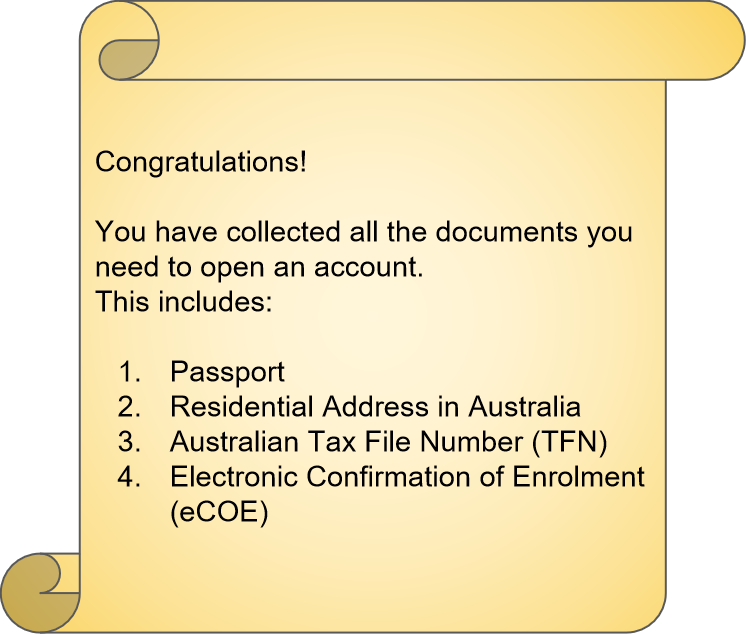 Congratulations!
You have collected all the documents you
need to open an account.
This includes:
1. Passport
2. Residential Address in Australia
3. Australian Tax File Number (TFN)
4. Electronic Confirmation of Enrolment
(eCOE)